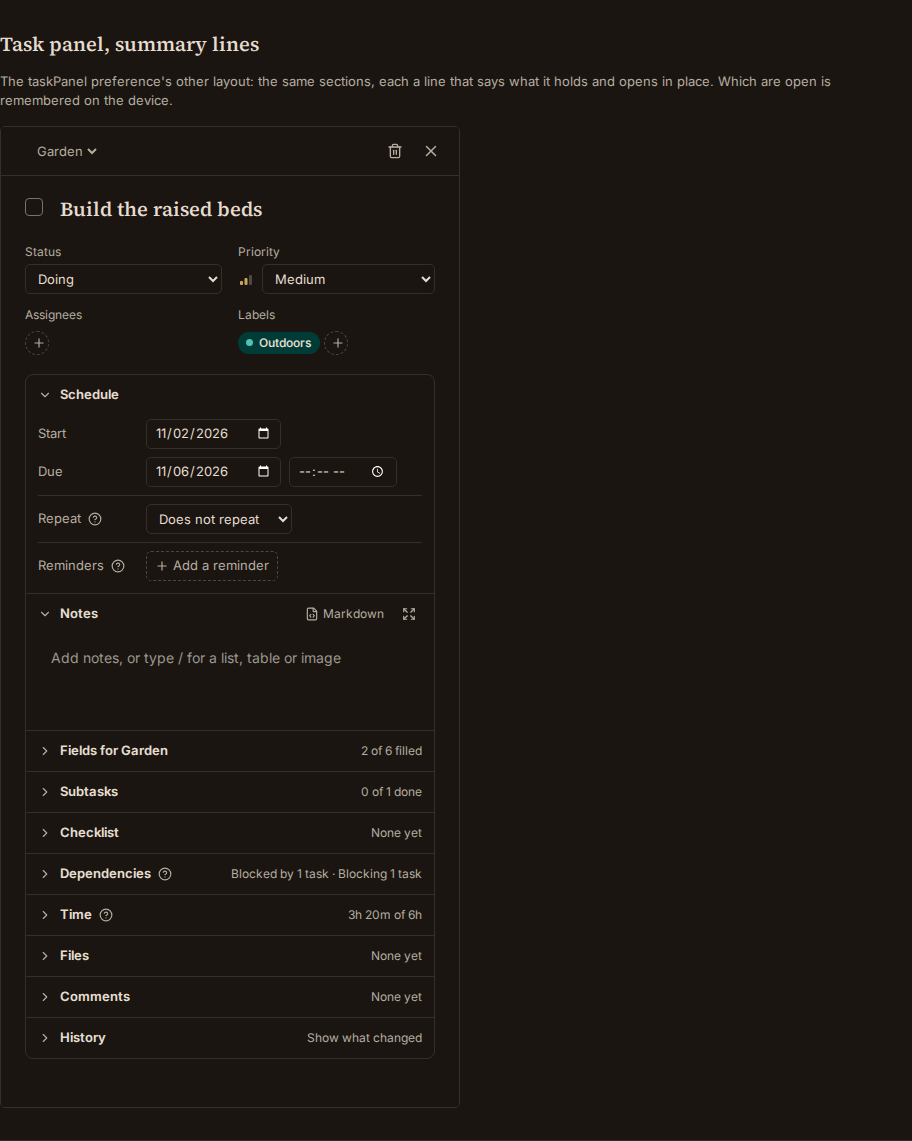 Task panel, summary lines
The taskPanel preference's other layout: the same sections, each a line that says what it holds and opens in place. Which are open is
remembered on the device.
Garden
Build the raised beds
Status Priority
Doing Medium
Assignees Labels
Outdoors
Schedule
Start 11/02/2026
Due 11/06/2026 --:-- --
Repeat Does not repeat
Reminders Add a reminder
Notes Markdown
Add notes, or type / for a list, table or image
Fields for Garden 2 of 6 filled
Subtasks 0 of 1 done
Checklist None yet
Dependencies Blocked by 1 task · Blocking 1 task
Time 3h 20m of 6h
Files None yet
Comments None yet
History Show what changed